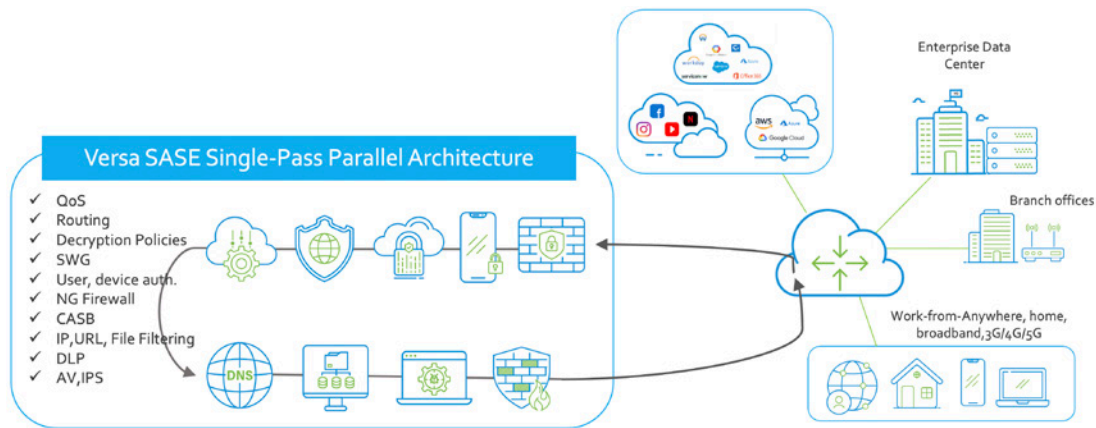 Versa SASE Single-Pass Parallel Architecture
✓ QoS
✓ Routing
✓ Decryption Policies
✓ SWG
✓ User, device auth.
✓ NG Firewall
✓ CASB
✓ IP,URL, File Filtering
✓ DLP
✓ AV,IPS
DNS
workday
salesforce
servicenow
Office 365
aws
Azure
Google Cloud
Enterprise Data
Center
Branch offices
Work-from-Anywhere, home,
broadband,3G/4G/5G